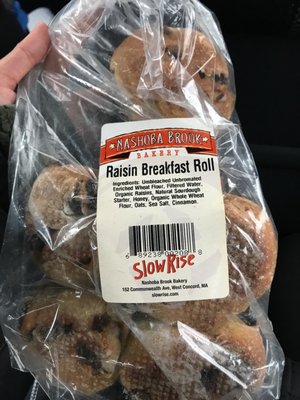 NASHOBA BROOK
BAKERY
Raisin Breakfast Roll
Ingredients: Unbleached Unbromated
Enriched Wheat Flour, Filtered Water,
Organic Raisins, Natural Sourdough
Starter, Honey, Organic Whole Wheat
Flour, Oats, Sea Salt, Cinnamon.
SLOWRISE
Nashoba Brook Bakery
152 Commonwealth Ave, West Concord, MA
slowrise.com